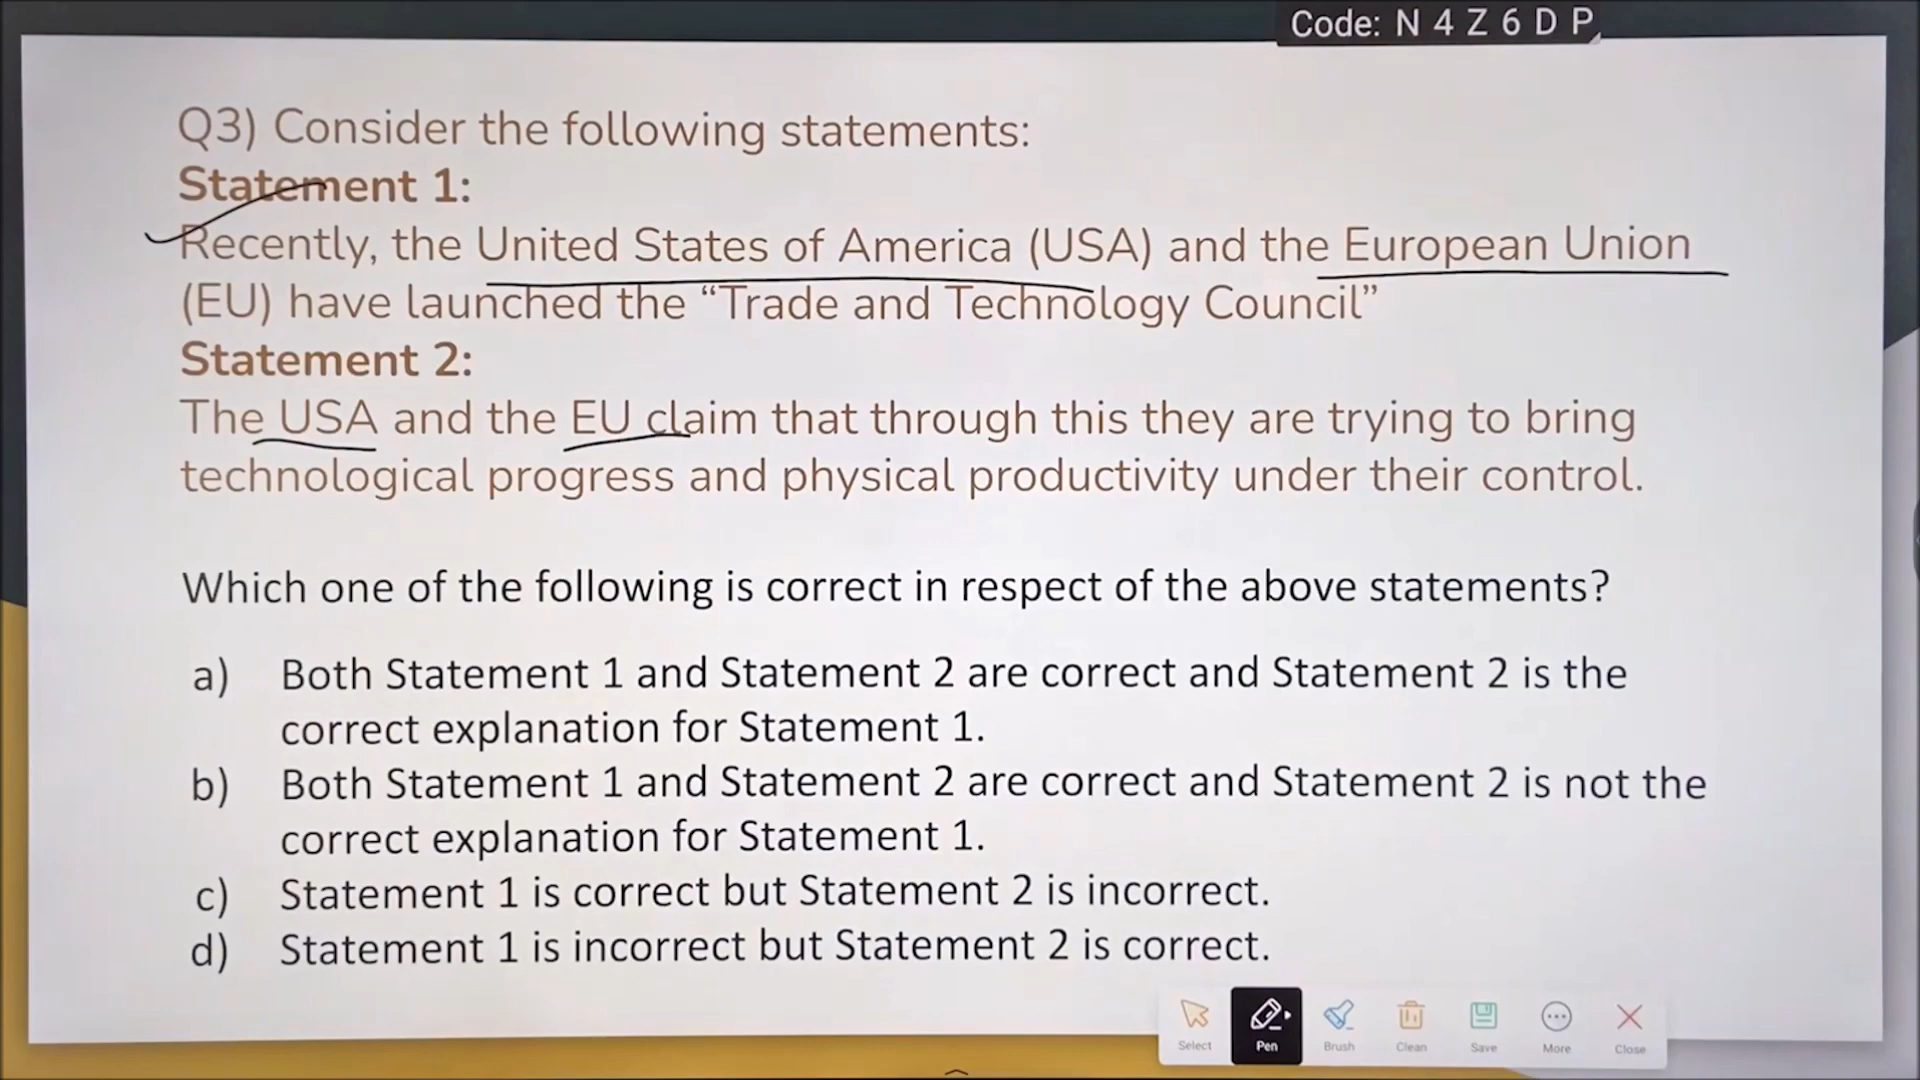 Code: N 4 Z 6 D P
Q3) Consider the following statements:
Statement 1:
Recently, the United States of America (USA) and the European Union
(EU) have launched the “Trade and Technology Council”
Statement 2:
The USA and the EU claim that through this they are trying to bring
technological progress and physical productivity under their control.
Which one of the following is correct in respect of the above statements?
a) Both Statement 1 and Statement 2 are correct and Statement 2 is the
correct explanation for Statement 1.
b) Both Statement 1 and Statement 2 are correct and Statement 2 is not the
correct explanation for Statement 1.
c) Statement 1 is correct but Statement 2 is incorrect.
d) Statement 1 is incorrect but Statement 2 is correct.
Select Pen Brush Clean Save More Close